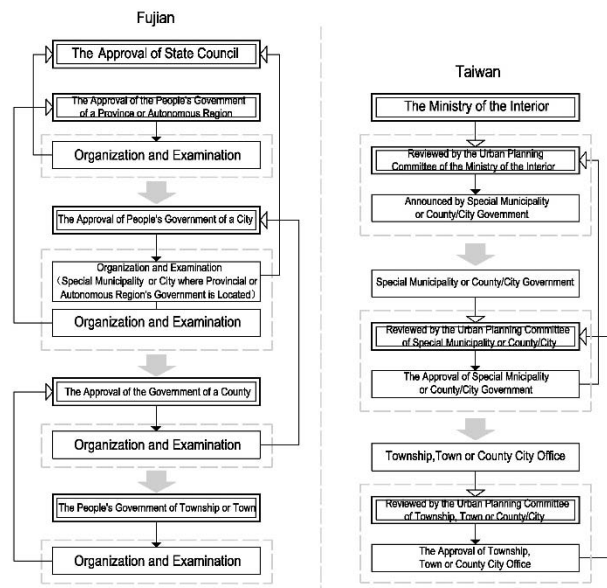 Fujian
The Approval of State Council
The Approval of the People's Government
of a Province or Autonomous Region
Organization and Examination
The Approval of People's Government of a City
Organization and Examination
(Special Municipality or City where Provincial or
Autonomous Region's Government is Located)
Organization and Examination
The Approval of the Government of a County
Organization and Examination
The People's Government of Township or Town
Organization and Examination
Taiwan
The Ministry of the Interior
Reviewed by the Urban Planning
Committee of the Ministry of the Interior
Announced by Special Municipality
or County/City Government
Special Municipality or County/City Government
Reviewed by the Urban Planning Committee
of Special Municipality or County/City
The Approval of Special Mnicipality
or County/City Government
Township,Town or County City Office
Reviewed by the Urban Planning Committee
of Township, Town or County/City
The Approval of Township,
Town or County City Office